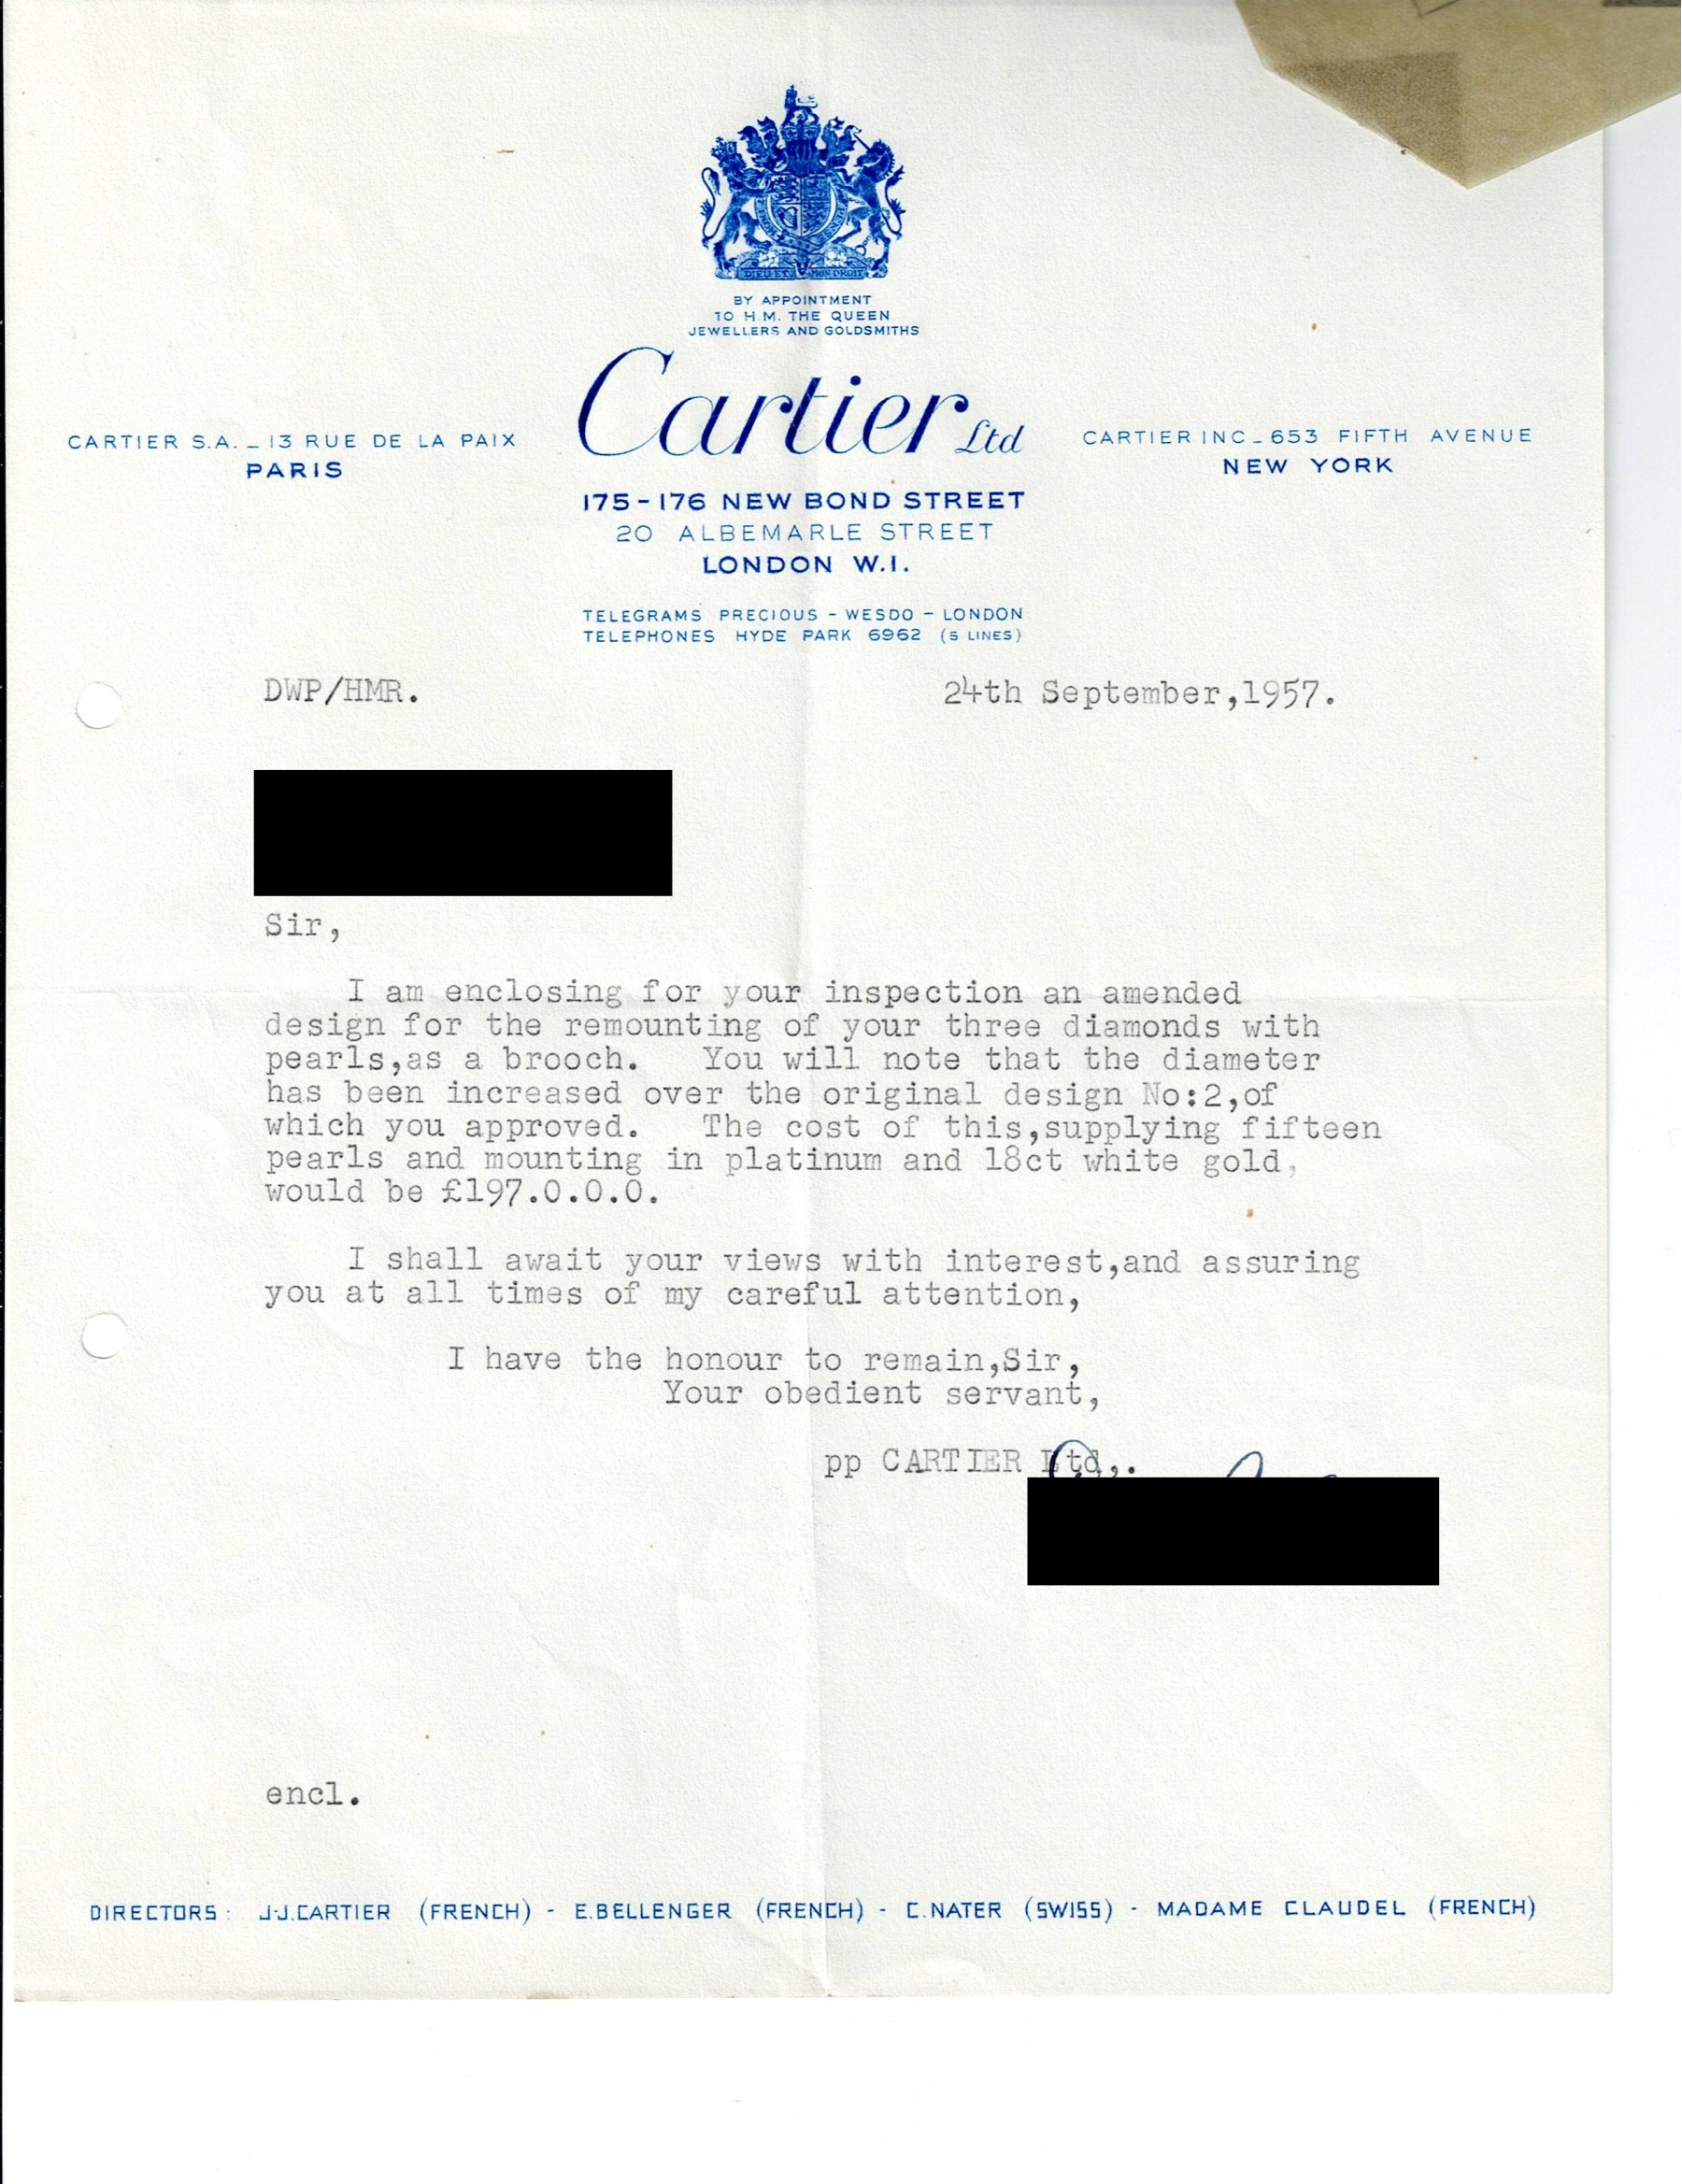 DIEU ET MON DROIT
BY APPOINTMENT
TO H.M. THE QUEEN
JEWELLERS AND GOLDSMITHS
Cartier Ltd
CARTIER S.A. _ 13 RUE DE LA PAIX
PARIS
CARTIER INC _ 653 FIFTH AVENUE
NEW YORK
175-176 NEW BOND STREET
20 ALBEMARLE STREET
LONDON W.I.
TELEGRAMS PRECIOUS - WESDO - LONDON
TELEPHONES HYDE PARK 6962 (5 LINES)
DWP/HMR.
24th September,1957.
Sir,
I am enclosing for your inspection an amended
design for the remounting of your three diamonds with
pearls,as a brooch. You will note that the diameter
has been increased over the original design No:2,of
which you approved. The cost of this,supplying fifteen
pearls and mounting in platinum and 18ct white gold,
would be £197.0.0.0.
I shall await your views with interest,and assuring
you at all times of my careful attention,
I have the honour to remain,Sir,
Your obedient servant,
pp CARTIER Ltd,.
encl.
DIRECTORS: J-J.CARTIER (FRENCH) - E.BELLENGER (FRENCH) - C.NATER (SWISS) - MADAME CLAUDEL (FRENCH)